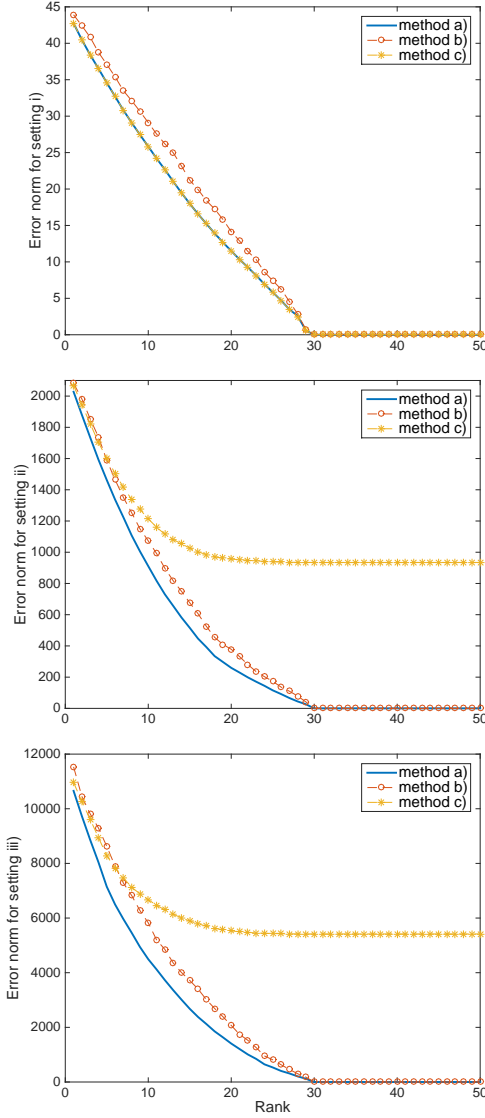 45
40
35
30
25
20
15
10
5
0
Error norm for setting i)
method a)
method b)
method c)
0 10 20 30 40 50
2000
1800
1600
1400
1200
1000
800
600
400
200
0
Error norm for setting ii)
method a)
method b)
method c)
0 10 20 30 40 50
12000
10000
8000
6000
4000
2000
0
Error norm for setting iii)
method a)
method b)
method c)
0 10 20 30 40 50
Rank